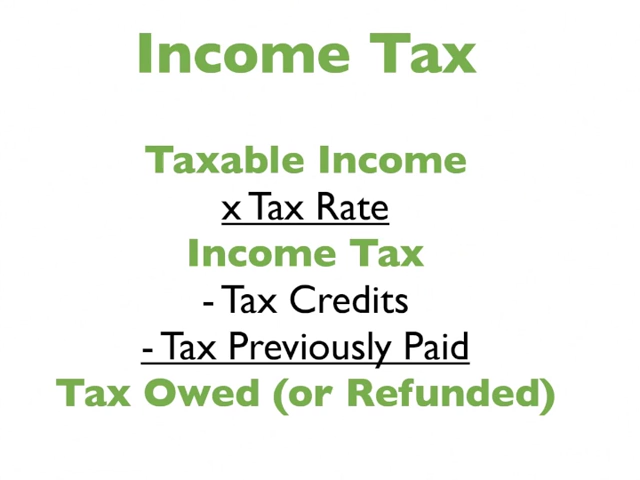 Income Tax
Taxable Income
x Tax Rate
Income Tax
- Tax Credits
- Tax Previously Paid
Tax Owed (or Refunded)